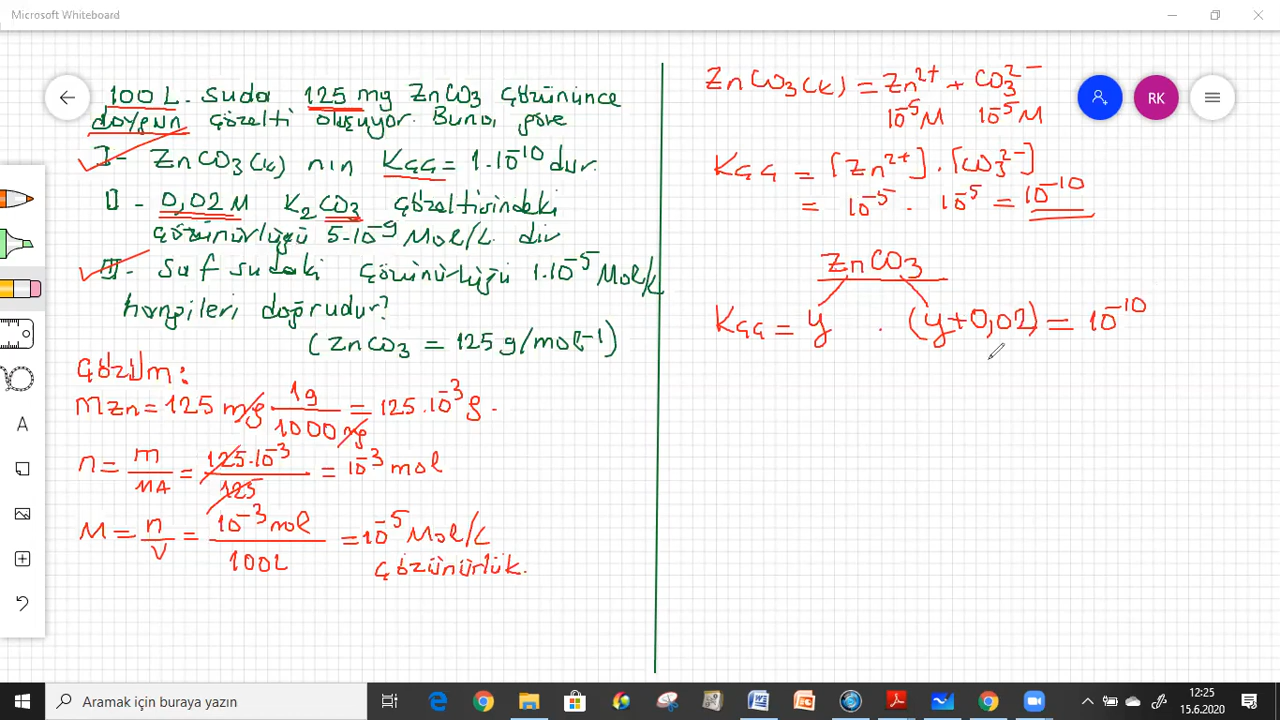 Microsoft Whiteboard
100 L. suda 125 mg ZnCO3 çözününce
doygun çözelti oluşuyor. Buna göre
I- ZnCO3(k) nın KÇÇ = 1·10⁻¹⁰ dur.
II- 0,02 M K2CO3 çözeltisindeki
çözünürlüğü 5·10⁻⁹ Mol/L dir
III- Saf sudaki çözünürlüğü 1·10⁻⁵ Mol/L
hangileri doğrudur?
(ZnCO3 = 125 g/mol⁻¹)
Çözüm:
mZn = 125 mg 1g/1000 mg = 125·10⁻³ g.
n = m/MA = 125·10⁻³/125 = 10⁻³ mol
M = n/V = 10⁻³ mol/100L = 10⁻⁵ Mol/L
çözünürlük.
ZnCO3(k) = Zn²⁺ + CO3²⁻
10⁻⁵M 10⁻⁵M
KÇÇ = [Zn²⁺]·[CO3²⁻]
= 10⁻⁵ · 10⁻⁵ = 10⁻¹⁰
ZnCO3
KÇÇ = y · (y+0,02) = 10⁻¹⁰
RK
A
Aramak için buraya yazın
12:25
15.6.2020